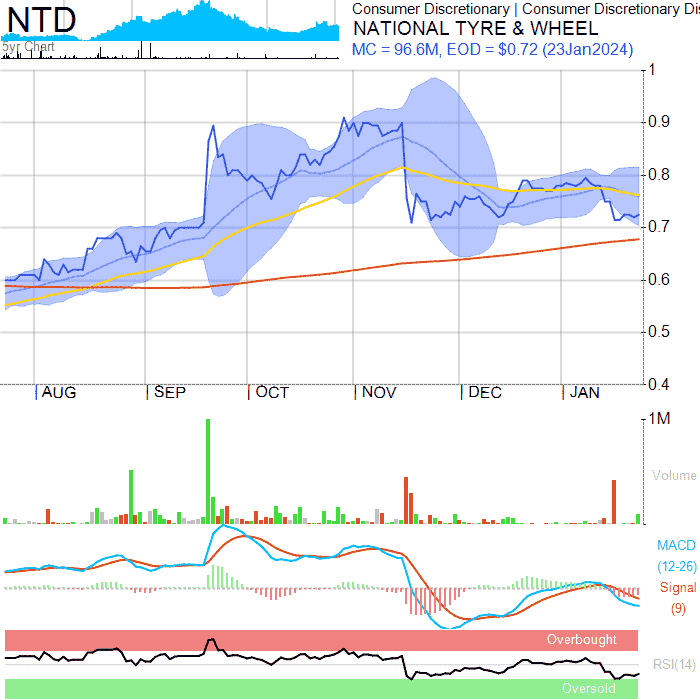 NTD
5yr Chart
Consumer Discretionary | Consumer Discretionary Dis
NATIONAL TYRE & WHEEL
MC = 96.6M, EOD = $0.72 (23Jan2024)
1
0.9
0.8
0.7
0.6
0.5
0.4
AUG SEP OCT NOV DEC JAN
1M
Volume
MACD
(12-26)
Signal
(9)
Overbought
RSI(14)
Oversold